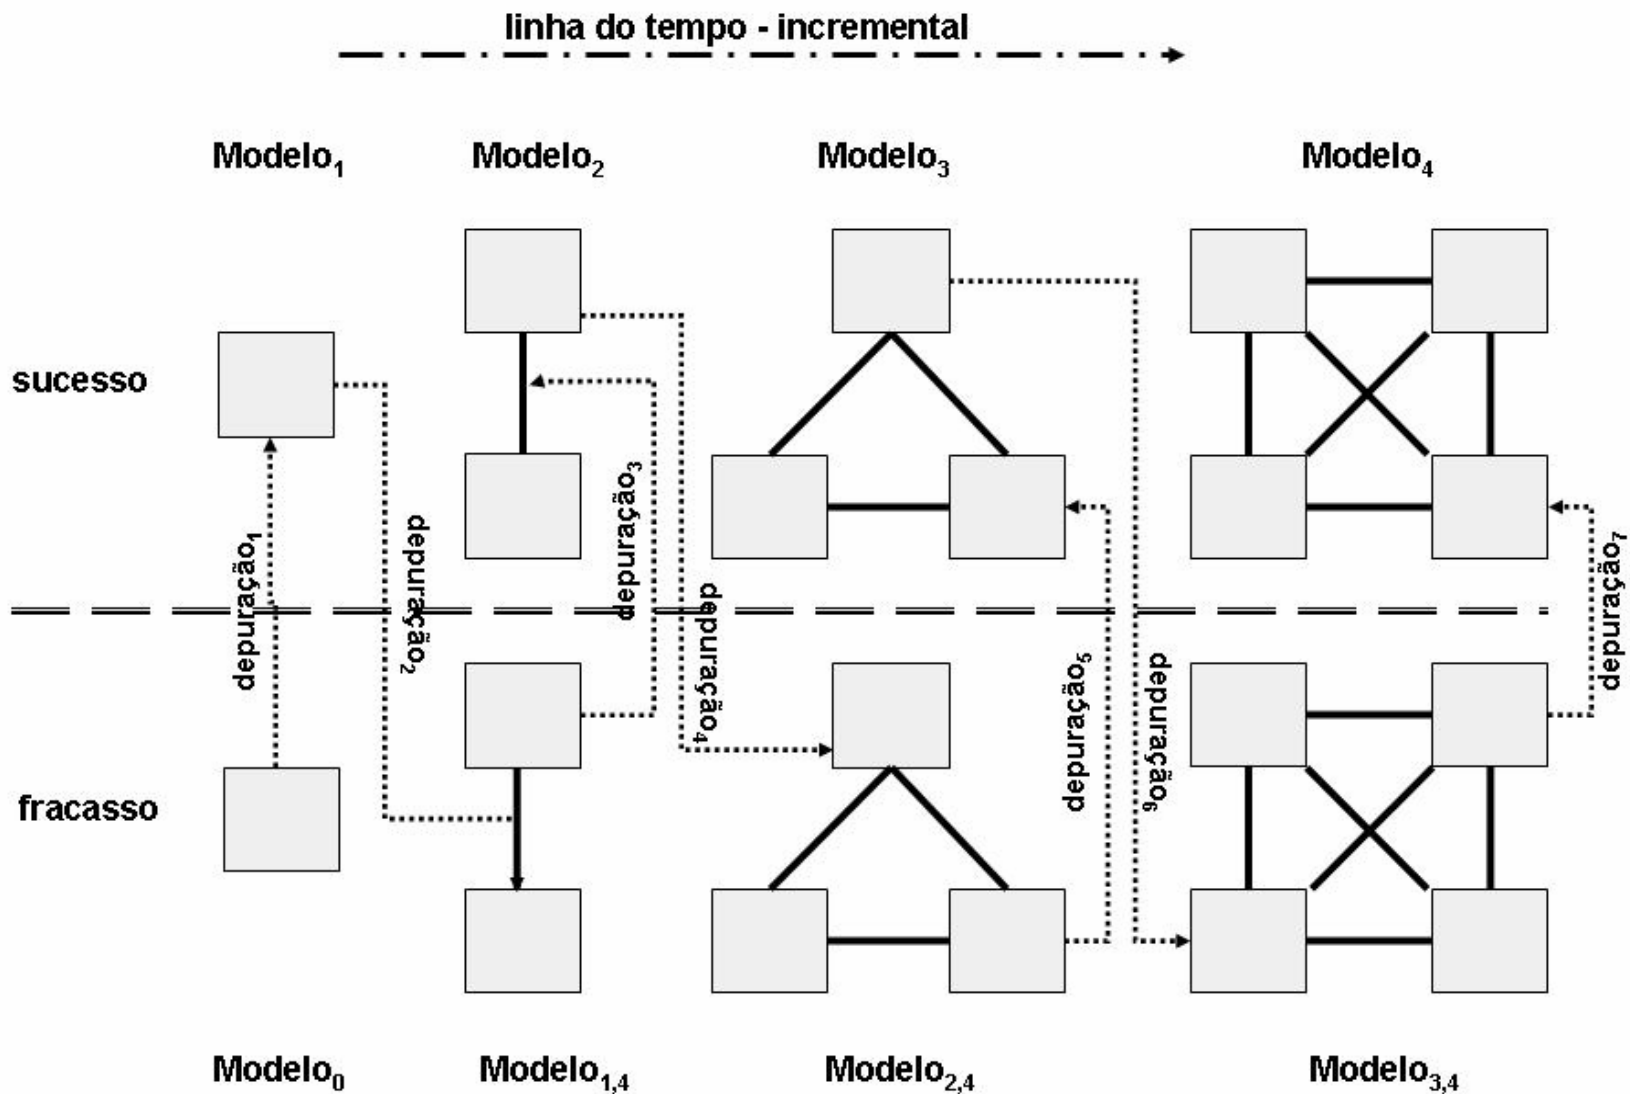 linha do tempo - incremental
Modelo₁ Modelo₂ Modelo₃ Modelo₄
sucesso
depuração₁
depuração₂
depuração₃
depuração₄
depuração₅
depuração₆
depuração₇
fracasso
Modelo₀ Modelo₁,₄ Modelo₂,₄ Modelo₃,₄